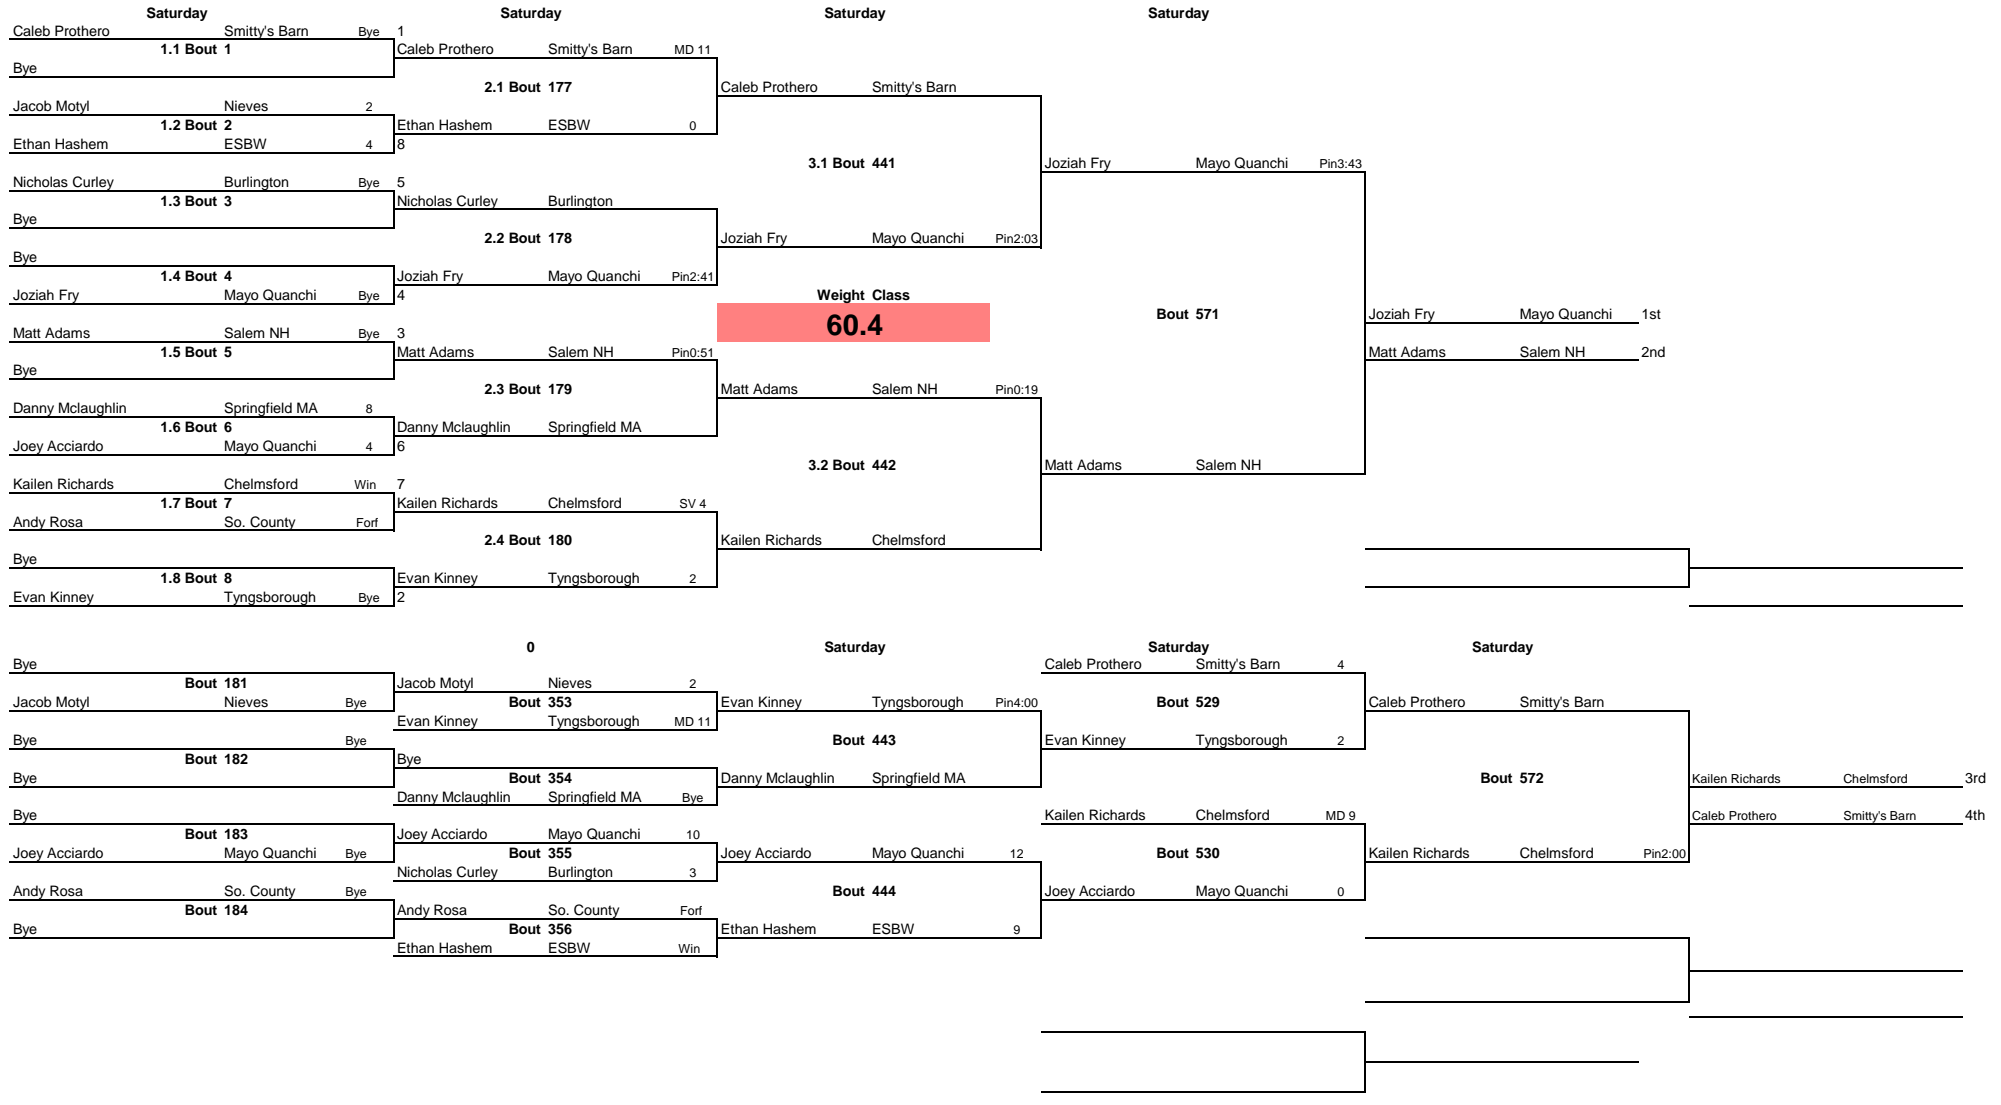 Saturday Saturday Saturday Saturday
Caleb Prothero Smitty's Barn Bye 1
1.1 Bout 1 Caleb Prothero Smitty's Barn MD 11
Bye
2.1 Bout 177 Caleb Prothero Smitty's Barn
Jacob Motyl Nieves 2
1.2 Bout 2 Ethan Hashem ESBW 0
Ethan Hashem ESBW 4 8
3.1 Bout 441 Joziah Fry Mayo Quanchi Pin3:43
Nicholas Curley Burlington Bye 5
1.3 Bout 3 Nicholas Curley Burlington
Bye
2.2 Bout 178 Joziah Fry Mayo Quanchi Pin2:03
Bye
1.4 Bout 4 Joziah Fry Mayo Quanchi Pin2:41
Joziah Fry Mayo Quanchi Bye 4 Weight Class
60.4 Bout 571 Joziah Fry Mayo Quanchi 1st
Matt Adams Salem NH Bye 3
1.5 Bout 5 Matt Adams Salem NH Pin0:51 Matt Adams Salem NH 2nd
Bye
2.3 Bout 179 Matt Adams Salem NH Pin0:19
Danny Mclaughlin Springfield MA 8
1.6 Bout 6 Danny Mclaughlin Springfield MA
Joey Acciardo Mayo Quanchi 4 6
3.2 Bout 442 Matt Adams Salem NH
Kailen Richards Chelmsford Win 7
1.7 Bout 7 Kailen Richards Chelmsford SV 4
Andy Rosa So. County Forf
2.4 Bout 180 Kailen Richards Chelmsford
Bye
1.8 Bout 8 Evan Kinney Tyngsborough 2
Evan Kinney Tyngsborough Bye 2
0 Saturday Saturday Saturday
Bye Caleb Prothero Smitty's Barn 4
Bout 181 Jacob Motyl Nieves 2
Jacob Motyl Nieves Bye Bout 353 Evan Kinney Tyngsborough Pin4:00 Bout 529 Caleb Prothero Smitty's Barn
Evan Kinney Tyngsborough MD 11
Bye Bye Bout 443 Evan Kinney Tyngsborough 2
Bout 182 Bye
Bye Bout 354 Danny Mclaughlin Springfield MA Bout 572 Kailen Richards Chelmsford 3rd
Danny Mclaughlin Springfield MA Bye
Bye Kailen Richards Chelmsford MD 9 Caleb Prothero Smitty's Barn 4th
Bout 183 Joey Acciardo Mayo Quanchi 10
Joey Acciardo Mayo Quanchi Bye Bout 355 Joey Acciardo Mayo Quanchi 12 Bout 530 Kailen Richards Chelmsford Pin2:00
Nicholas Curley Burlington 3
Andy Rosa So. County Bye Bout 444 Joey Acciardo Mayo Quanchi 0
Bout 184 Andy Rosa So. County Forf
Bye Bout 356 Ethan Hashem ESBW 9
Ethan Hashem ESBW Win